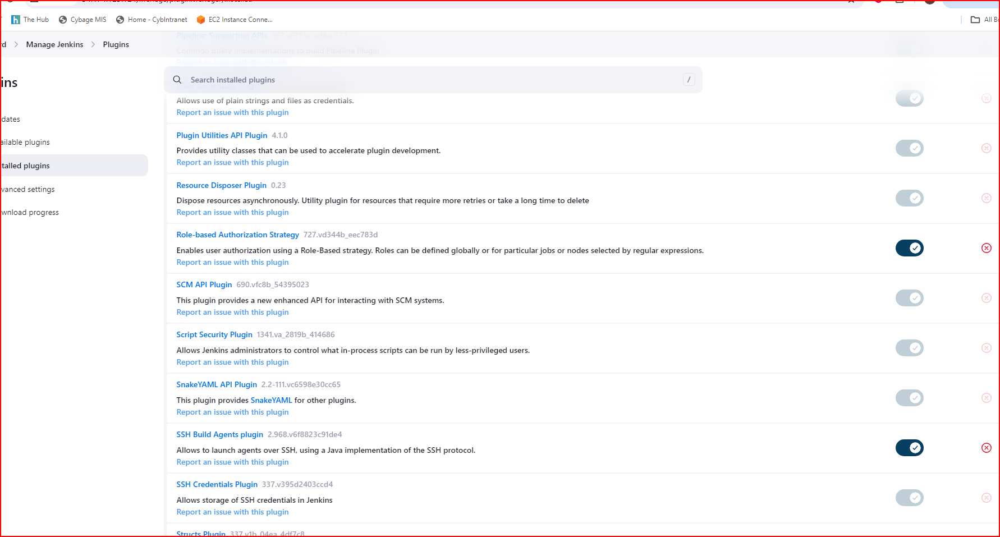 The Hub
Cybage MIS
Home - CybIntranet
EC2 Instance Conne...
All Bo
rd
Manage Jenkins
Plugins
Pipeline: Supporting APIs
Common utility implementations to build Pipeline Plugin
Report an issue with this plugin
ins
Search installed plugins
/
Allows use of plain strings and files as credentials.
Report an issue with this plugin
dates
ailable plugins
talled plugins
vanced settings
wnload progress
Plugin Utilities API Plugin 4.1.0
Provides utility classes that can be used to accelerate plugin development.
Report an issue with this plugin
Resource Disposer Plugin 0.23
Dispose resources asynchronously. Utility plugin for resources that require more retries or take a long time to delete
Report an issue with this plugin
Role-based Authorization Strategy 727.vd344b_eec783d
Enables user authorization using a Role-Based strategy. Roles can be defined globally or for particular jobs or nodes selected by regular expressions.
Report an issue with this plugin
SCM API Plugin 690.vfc8b_54395023
This plugin provides a new enhanced API for interacting with SCM systems.
Report an issue with this plugin
Script Security Plugin 1341.va_2819b_414686
Allows Jenkins administrators to control what in-process scripts can be run by less-privileged users.
Report an issue with this plugin
SnakeYAML API Plugin 2.2-111.vc6598e30cc65
This plugin provides SnakeYAML for other plugins.
Report an issue with this plugin
SSH Build Agents plugin 2.968.v6f8823c91de4
Allows to launch agents over SSH, using a Java implementation of the SSH protocol.
Report an issue with this plugin
SSH Credentials Plugin 337.v395d2403ccd4
Allows storage of SSH credentials in Jenkins
Report an issue with this plugin
Structs Plugin 337.v1b_04ea_4df7c8